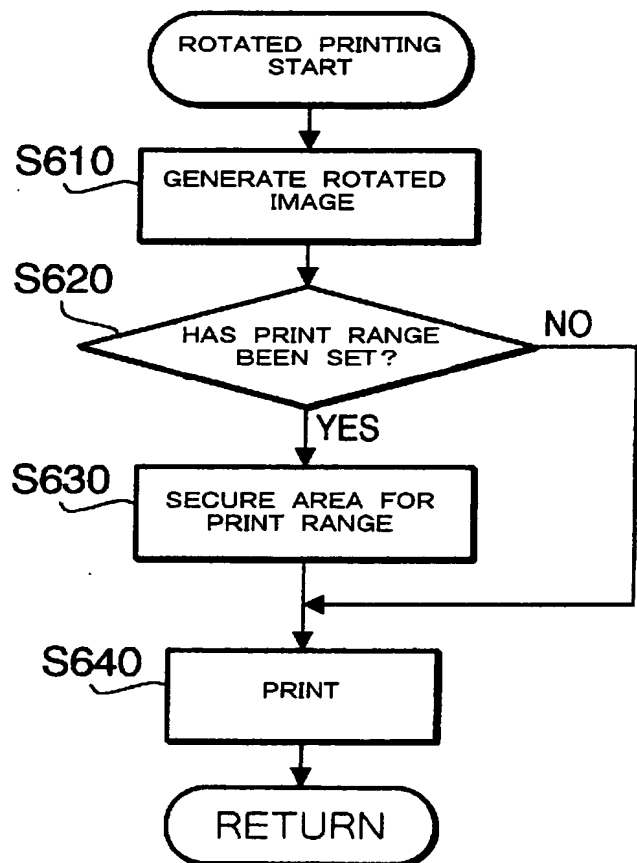 ROTATED PRINTING
START
S610
GENERATE ROTATED
IMAGE
S620
HAS PRINT RANGE
BEEN SET?
NO
YES
S630
SECURE AREA FOR
PRINT RANGE
S640
PRINT
RETURN